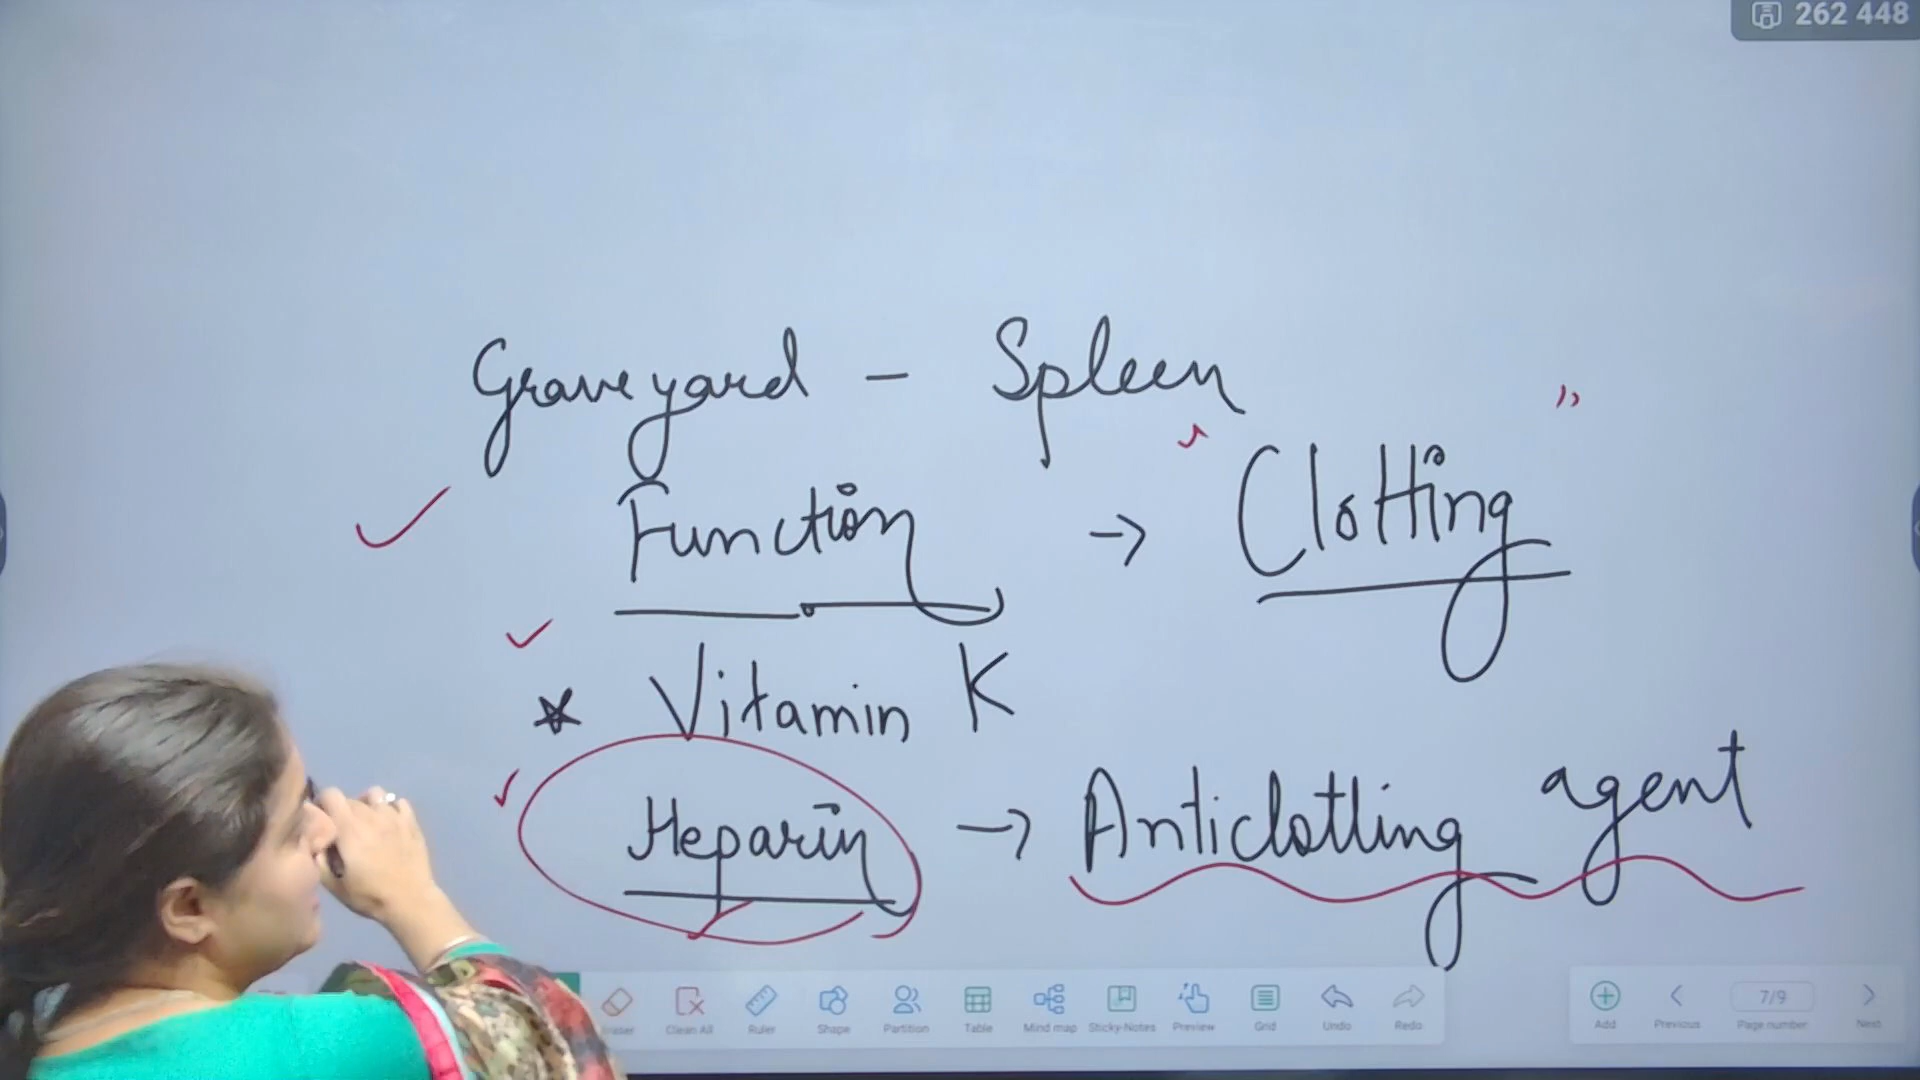 262 448
Graveyard - Spleen
Function → Clotting
* Vitamin K
Heparin → Anticlotting agent
Eraser Clean All Ruler Shape Partition Table Mind map Sticky-Notes Preview Grid Undo Redo
Add Previous 7/9 Page number Next